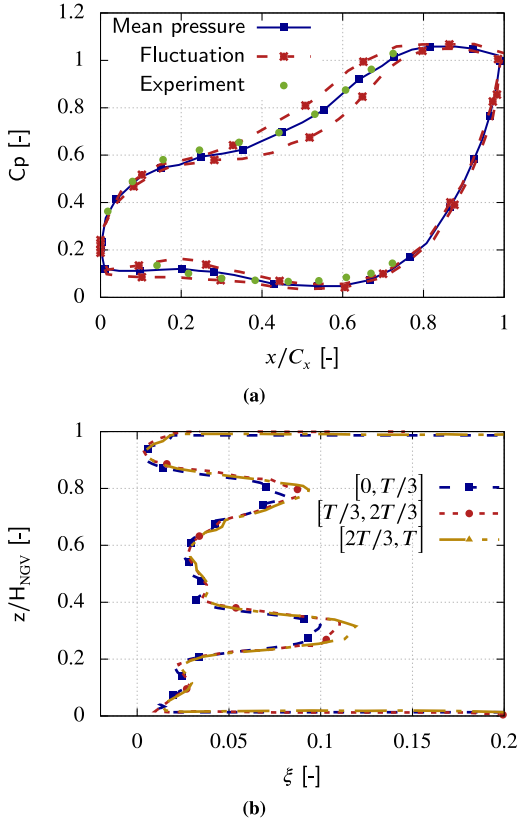 1.2
1
0.8
0.6
0.4
0.2
0
Cp [-]
Mean pressure
Fluctuation
Experiment
0 0.2 0.4 0.6 0.8 1
x/Cₓ [-]
(a)
1
0.8
0.6
0.4
0.2
0
z/H_NGV [-]
[0, T/3]
[T/3, 2T/3]
[2T/3, T]
0 0.05 0.1 0.15 0.2
ξ [-]
(b)